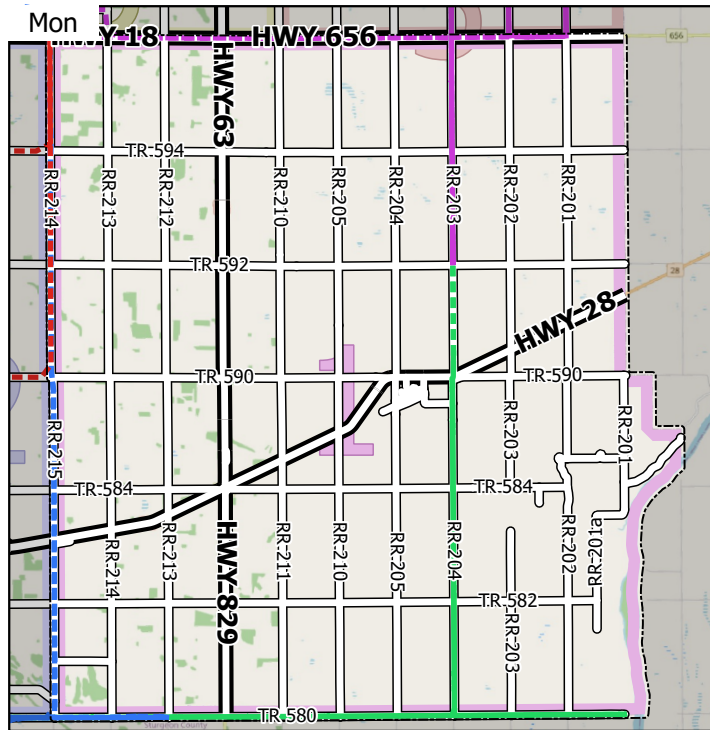 Mon
Y 18
HWY 656
656
HWY-63
TR 594
RR-214
RR-213
RR-212
RR-210
RR-205
RR-204
RR-203
RR-202
RR-201
TR 592
28
HWY-28
TR 590
TR 590
RR-215
RR-203
RR-201
TR 584
TR 584
RR-214
RR-213
HWY-829
RR-211
RR-210
RR-205
RR-204
RR-202
RR-201a
TR 582
RR-203
TR 580
Sturgeon County